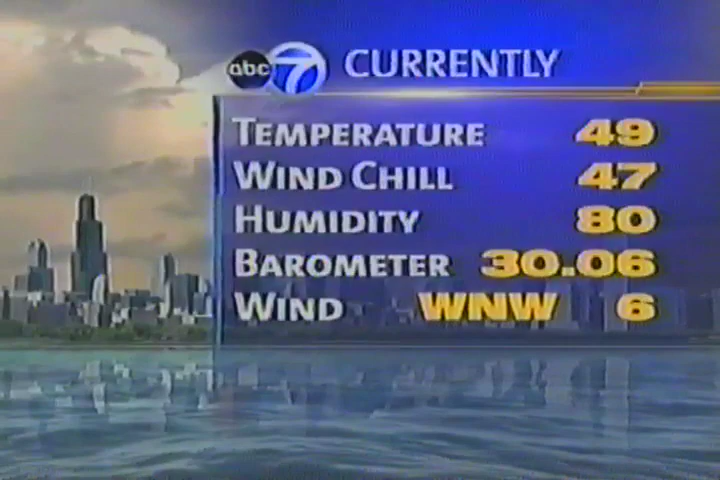 abc 7 CURRENTLY
TEMPERATURE 49
WIND CHILL 47
HUMIDITY 80
BAROMETER 30.06
WIND WNW 6